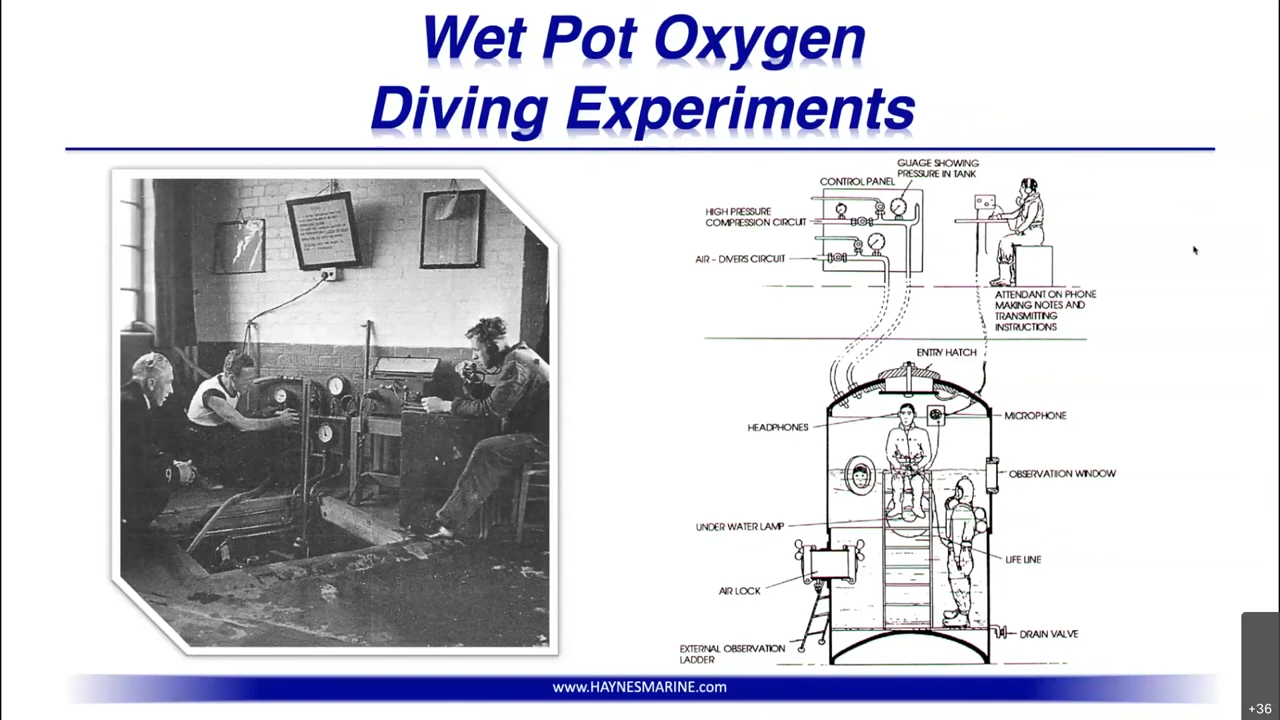 Wet Pot Oxygen
Diving Experiments
GUAGE SHOWING
PRESSURE IN TANK
CONTROL PANEL
HIGH PRESSURE
COMPRESSION CIRCUIT
AIR - DIVERS CIRCUIT
ATTENDANT ON PHONE
MAKING NOTES AND
TRANSMITTING
INSTRUCTIONS
ENTRY HATCH
HEADPHONES
MICROPHONE
OBSERVATIION WINDOW
UNDER WATER LAMP
LIFE LINE
AIR LOCK
DRAIN VALVE
EXTERNAL OBSERVATION
LADDER
www.HAYNESMARINE.com
+36